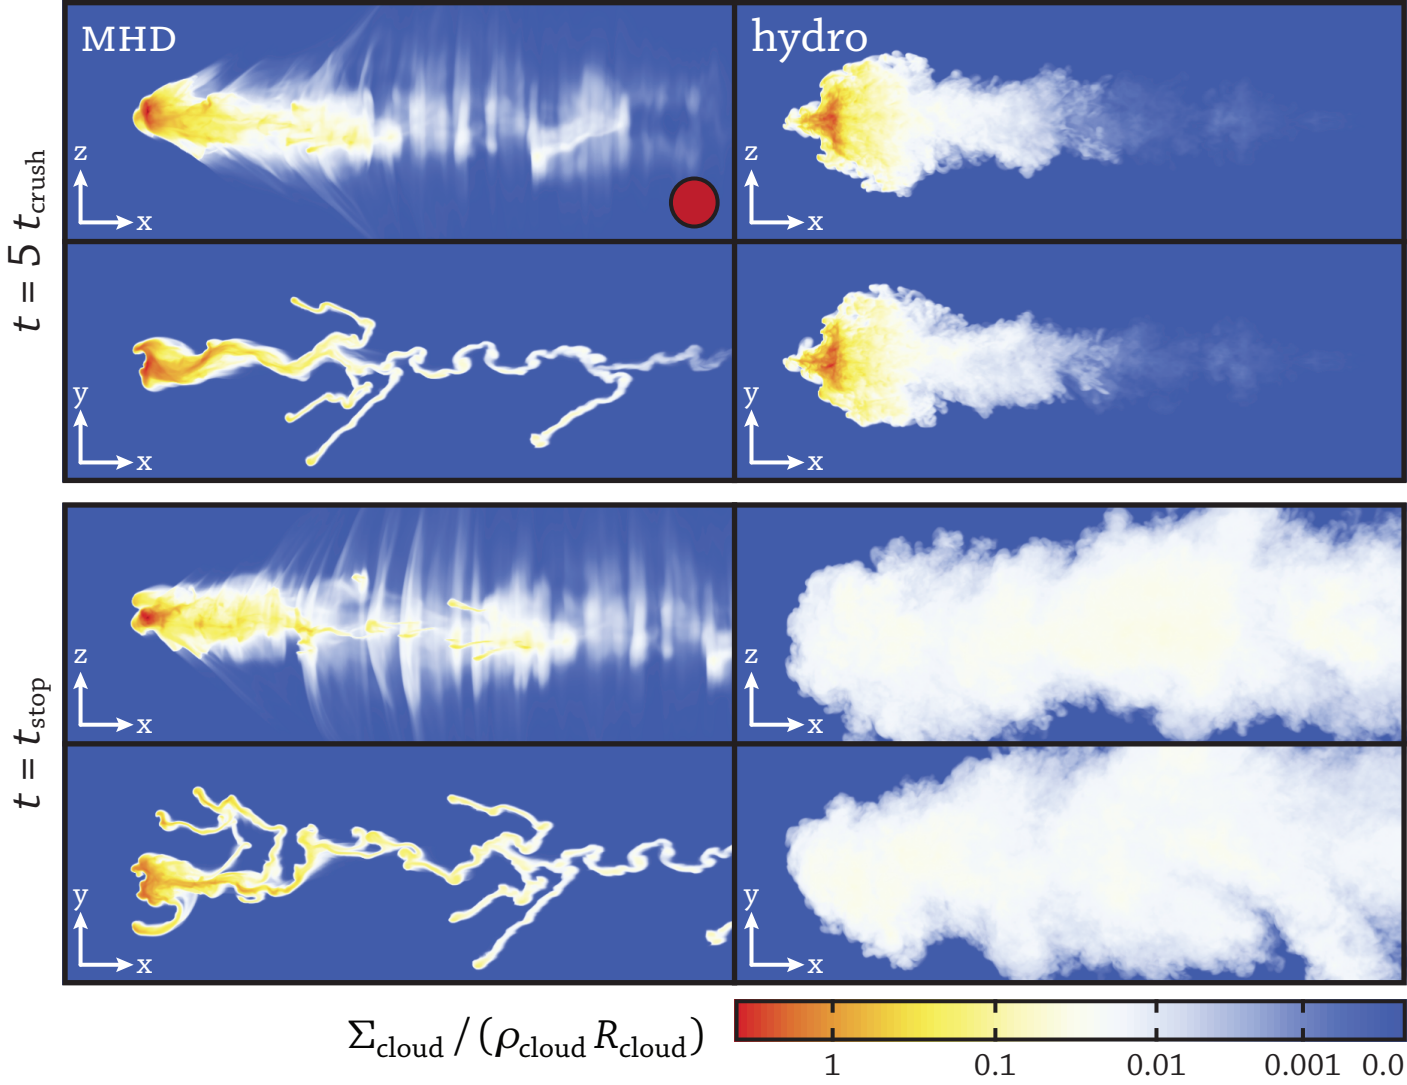 MHD
hydro
t = 5 t_crush
z
x
z
x
y
x
y
x
t = t_stop
z
x
z
x
y
x
y
x
Σ_cloud / (ρ_cloud R_cloud)
1 0.1 0.01 0.001 0.0